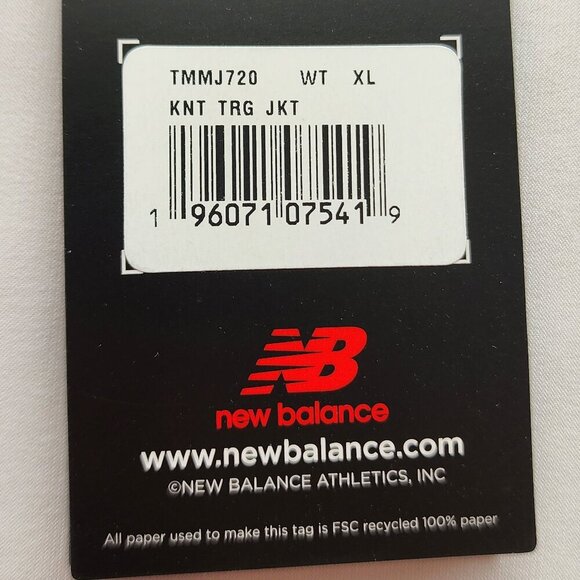 TMMJ720 WT XL
KNT TRG JKT
1 96071 07541 9
NB
new balance
www.newbalance.com
©NEW BALANCE ATHLETICS, INC
All paper used to make this tag is FSC recycled 100% paper